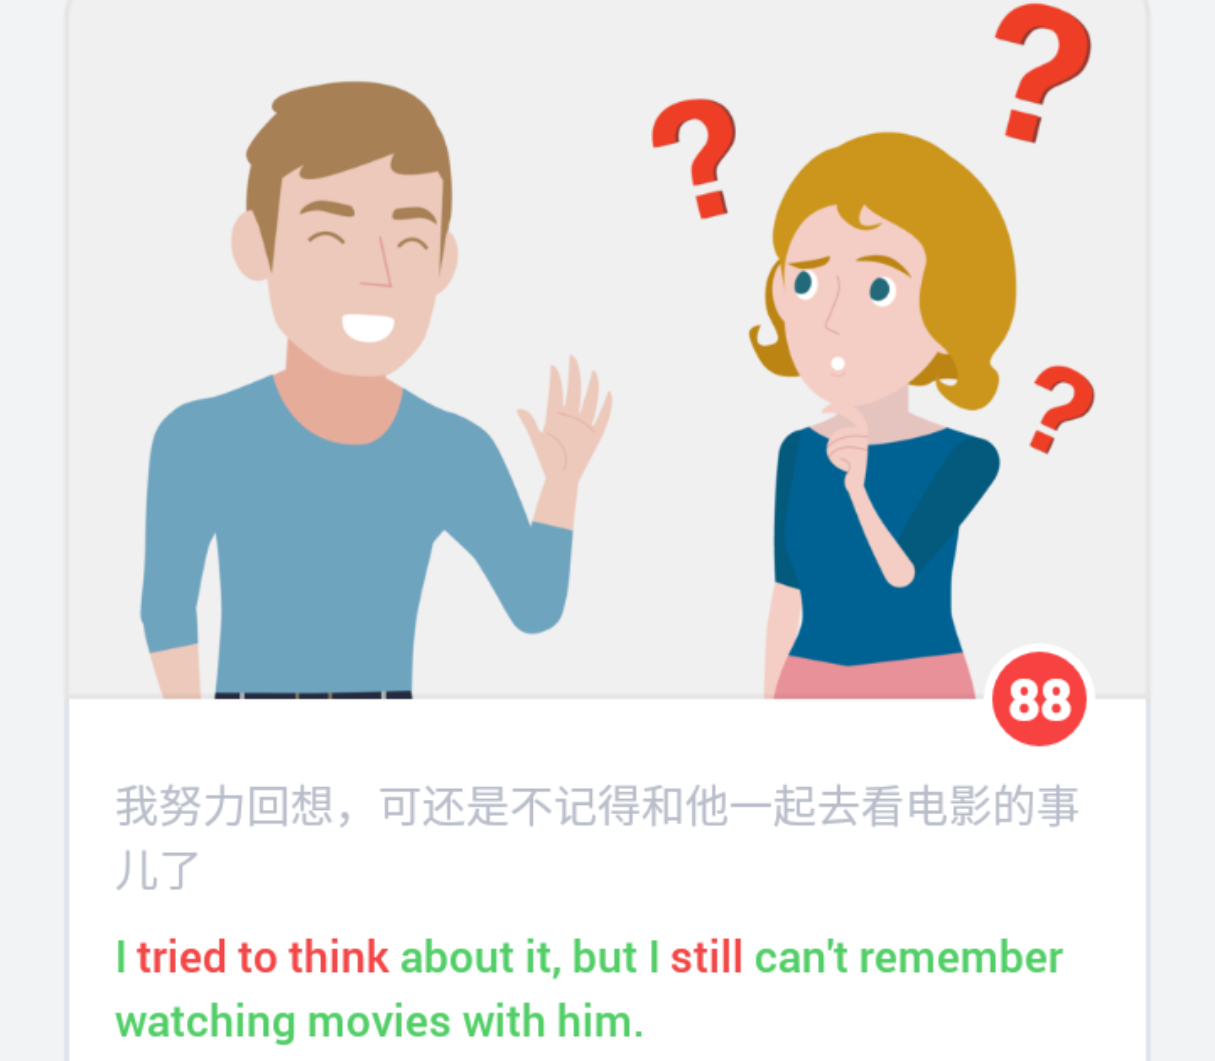 ?
?
?
88
我努力回想，可还是不记得和他一起去看电影的事
儿了
I tried to think about it, but I still can't remember
watching movies with him.